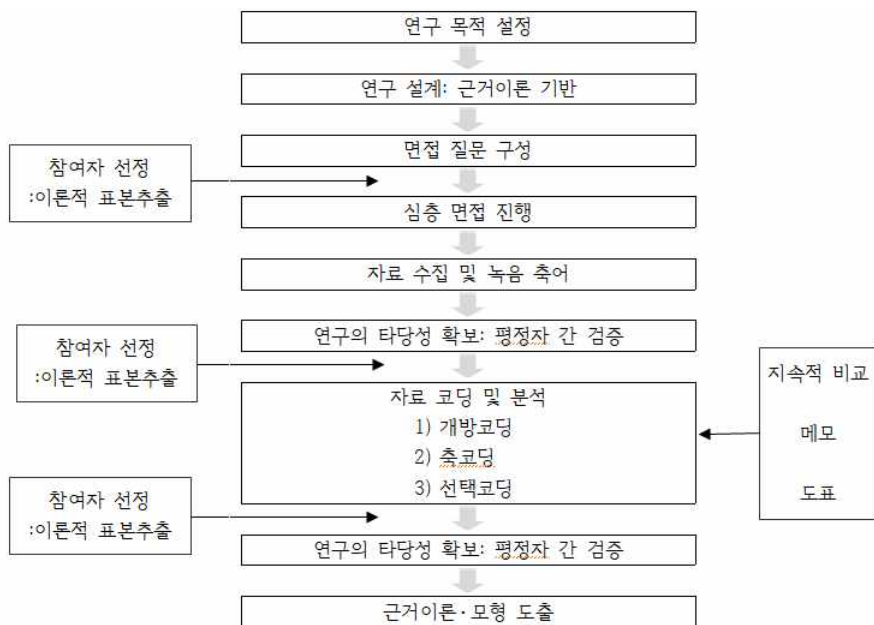 연구 목적 설정
연구 설계: 근거이론 기반
면접 질문 구성
참여자 선정
:이론적 표본추출
심층 면접 진행
자료 수집 및 녹음 축어
연구의 타당성 확보: 평정자 간 검증
참여자 선정
:이론적 표본추출
자료 코딩 및 분석
1) 개방코딩
2) 축코딩
3) 선택코딩
지속적 비교
메모
도표
참여자 선정
:이론적 표본추출
연구의 타당성 확보: 평정자 간 검증
근거이론·모형 도출